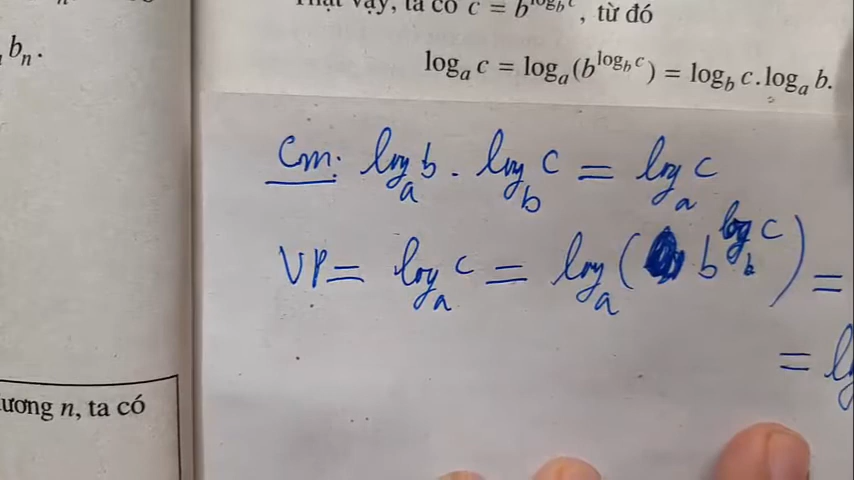 Thật vậy, ta có c = b^{log_b c}, từ đó
b_n.
log_a c = log_a(b^{log_b c}) = log_b c.log_a b.
Cm: log_a b . log_b c = log_a c
VP = log_a c = log_a( b^{log_b c} ) =
= lg
ương n, ta có